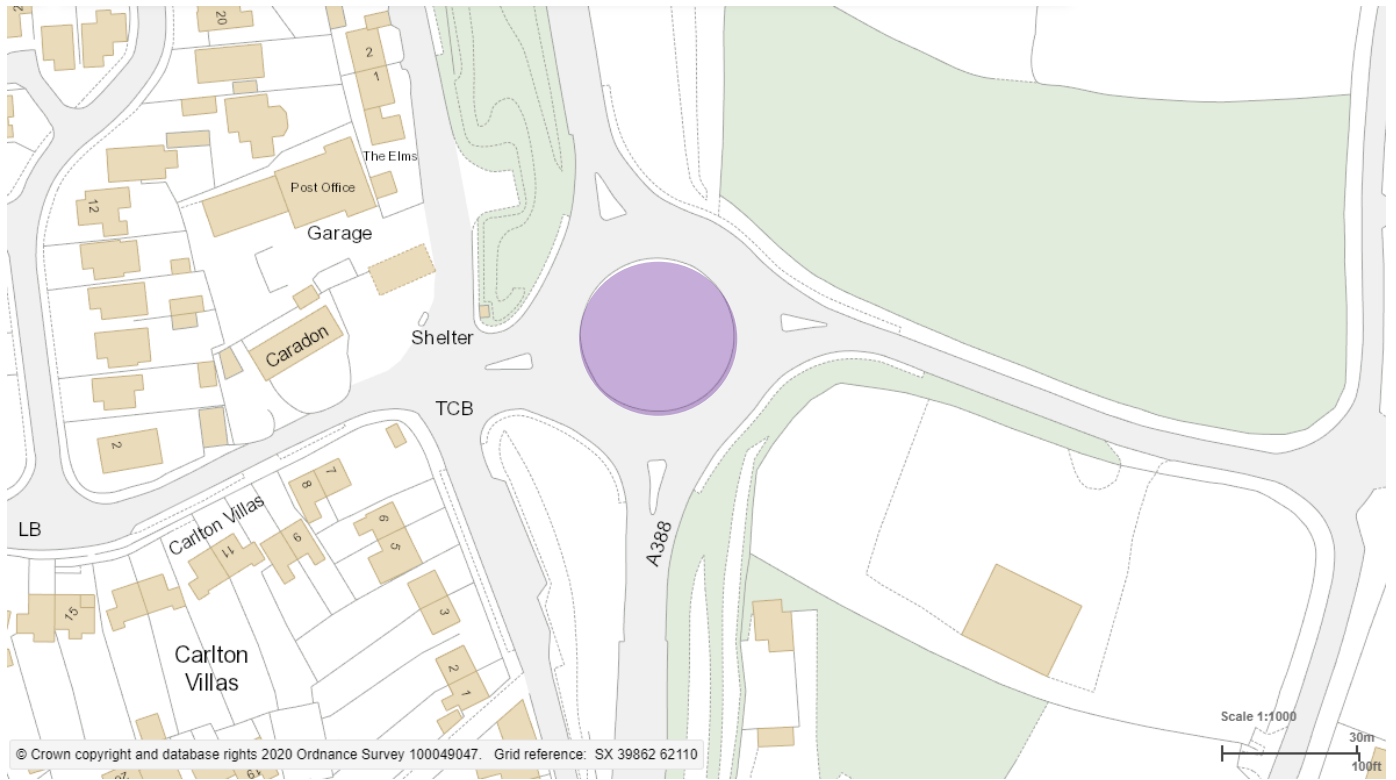 20
2
1
The Elms
Post Office
12
Garage
Shelter
Caradon
TCB
2
7
8
LB
Carlton Villas
6
5
9
11
A388
3
15
Carlton
Villas
2
1
Scale 1:1000
30m
100ft
© Crown copyright and database rights 2020 Ordnance Survey 100049047. Grid reference: SX 39862 62110